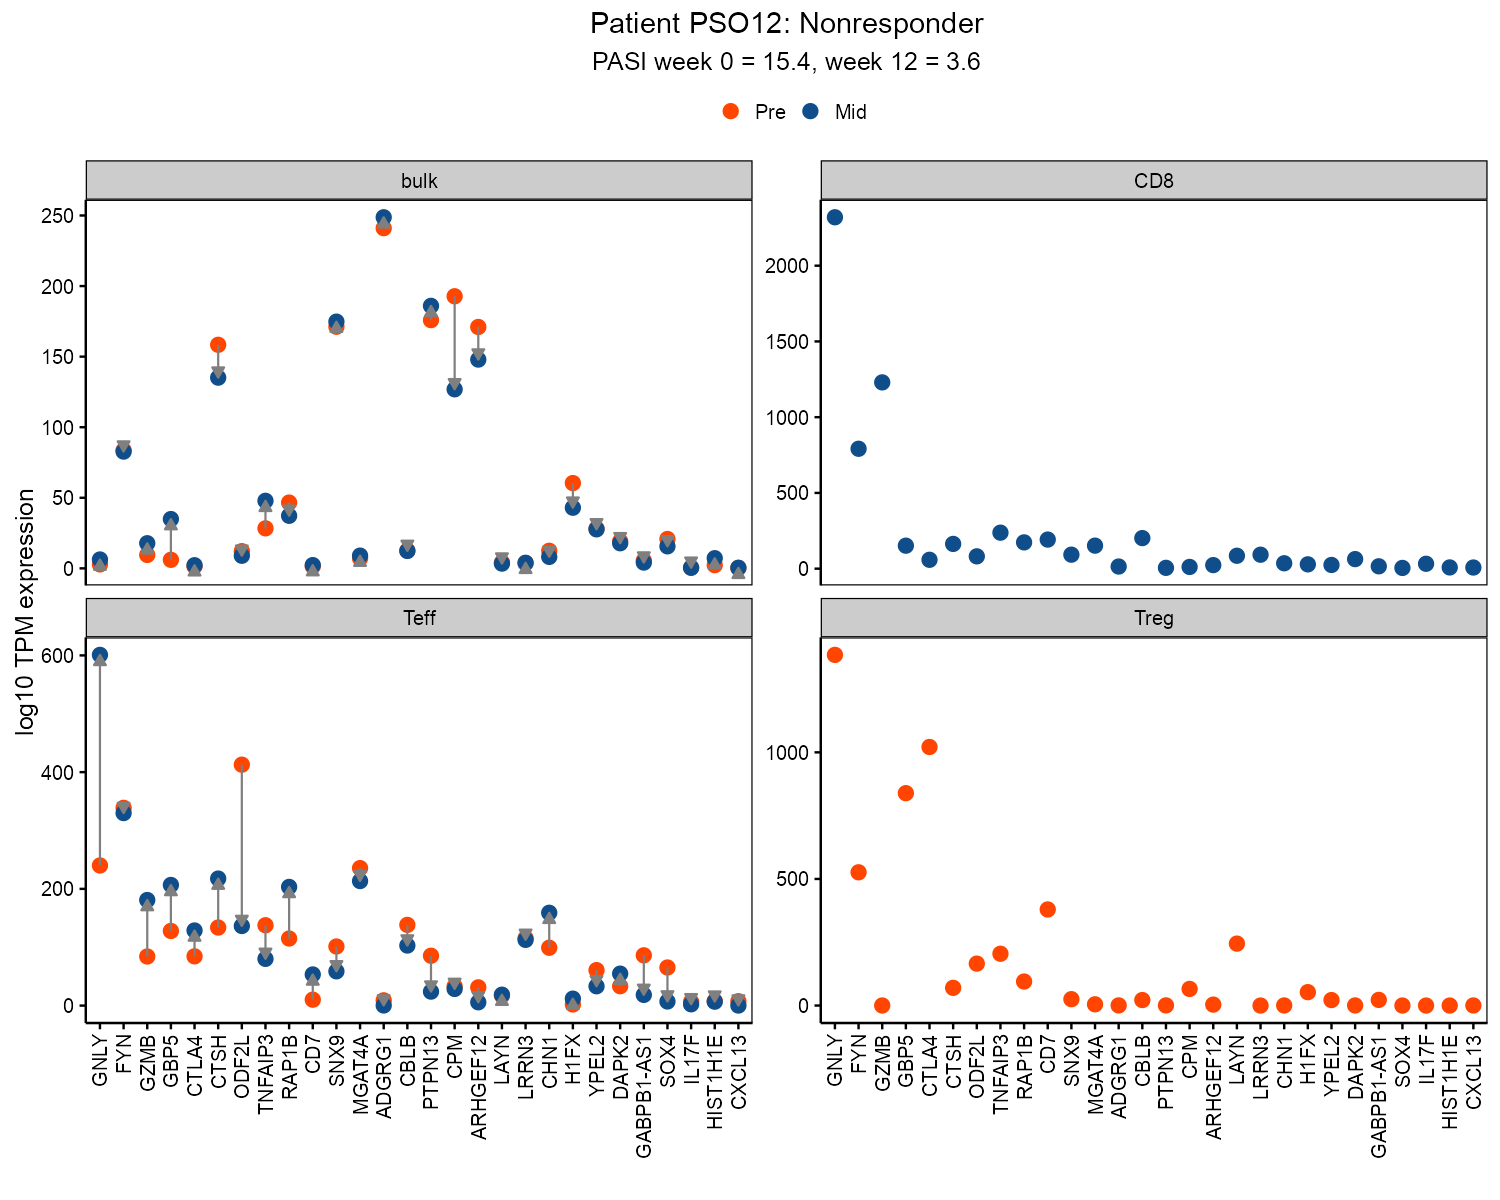 Patient PSO12: Nonresponder
PASI week 0 = 15.4, week 12 = 3.6
Pre Mid
bulk
CD8
250
200
150
100
50
0
2000
1500
1000
500
0
log10 TPM expression
Teff
Treg
600
400
200
0
1000
500
0
GNLY
FYN
GZMB
GBP5
CTLA4
CTSH
ODF2L
TNFAIP3
RAP1B
CD7
SNX9
MGAT4A
ADGRG1
CBLB
PTPN13
CPM
ARHGEF12
LAYN
LRRN3
CHN1
H1FX
YPEL2
DAPK2
GABPB1-AS1
SOX4
IL17F
HIST1H1E
CXCL13
GNLY
FYN
GZMB
GBP5
CTLA4
CTSH
ODF2L
TNFAIP3
RAP1B
CD7
SNX9
MGAT4A
ADGRG1
CBLB
PTPN13
CPM
ARHGEF12
LAYN
LRRN3
CHN1
H1FX
YPEL2
DAPK2
GABPB1-AS1
SOX4
IL17F
HIST1H1E
CXCL13